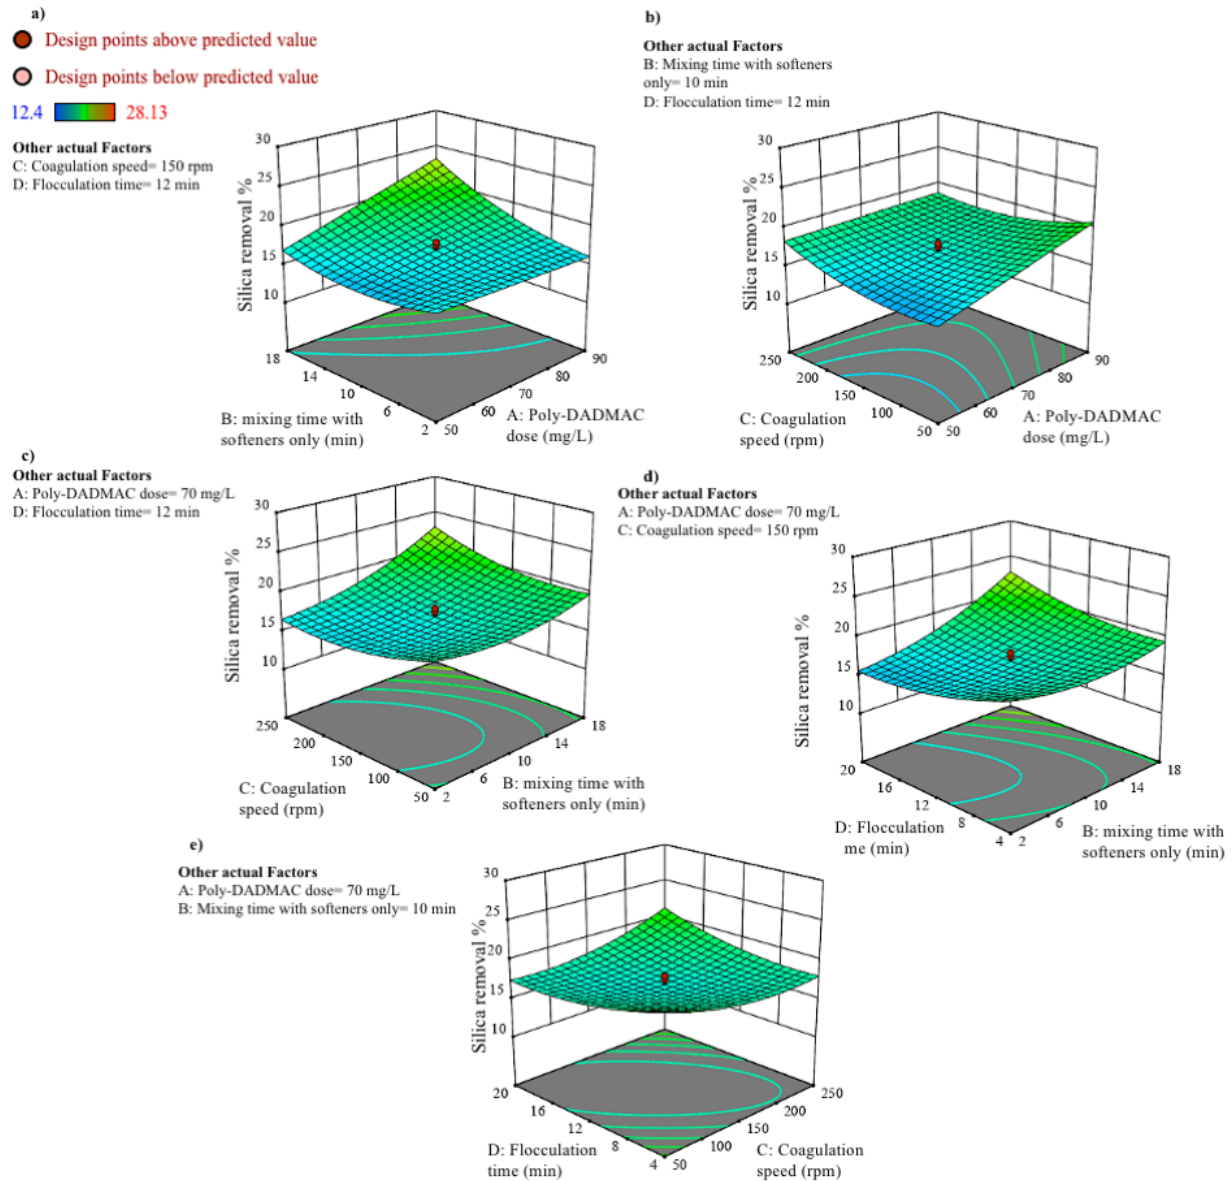 a)
Design points above predicted value
Design points below predicted value
12.4 28.13
Other actual Factors
C: Coagulation speed= 150 rpm
D: Flocculation time= 12 min
Silica removal %
30
25
20
15
10
18
14
10
6
2
B: mixing time with
softeners only (min)
50
60
70
80
90
A: Poly-DADMAC
dose (mg/L)
b)
Other actual Factors
B: Mixing time with softeners
only= 10 min
D: Flocculation time= 12 min
Silica removal %
30
25
20
15
10
250
200
150
100
50
C: Coagulation
speed (rpm)
50
60
70
80
90
A: Poly-DADMAC
dose (mg/L)
c)
Other actual Factors
A: Poly-DADMAC dose= 70 mg/L
D: Flocculation time= 12 min
Silica removal %
30
25
20
15
10
250
200
150
100
50
C: Coagulation
speed (rpm)
2
6
10
14
18
B: mixing time with
softeners only (min)
d)
Other actual Factors
A: Poly-DADMAC dose= 70 mg/L
C: Coagulation speed= 150 rpm
Silica removal %
30
25
20
15
10
20
16
12
8
4
D: Flocculation
me (min)
2
6
10
14
18
B: mixing time with
softeners only (min)
e)
Other actual Factors
A: Poly-DADMAC dose= 70 mg/L
B: Mixing time with softeners only= 10 min
Silica removal %
30
25
20
15
10
20
16
12
8
4
D: Flocculation
time (min)
50
100
150
200
250
C: Coagulation
speed (rpm)